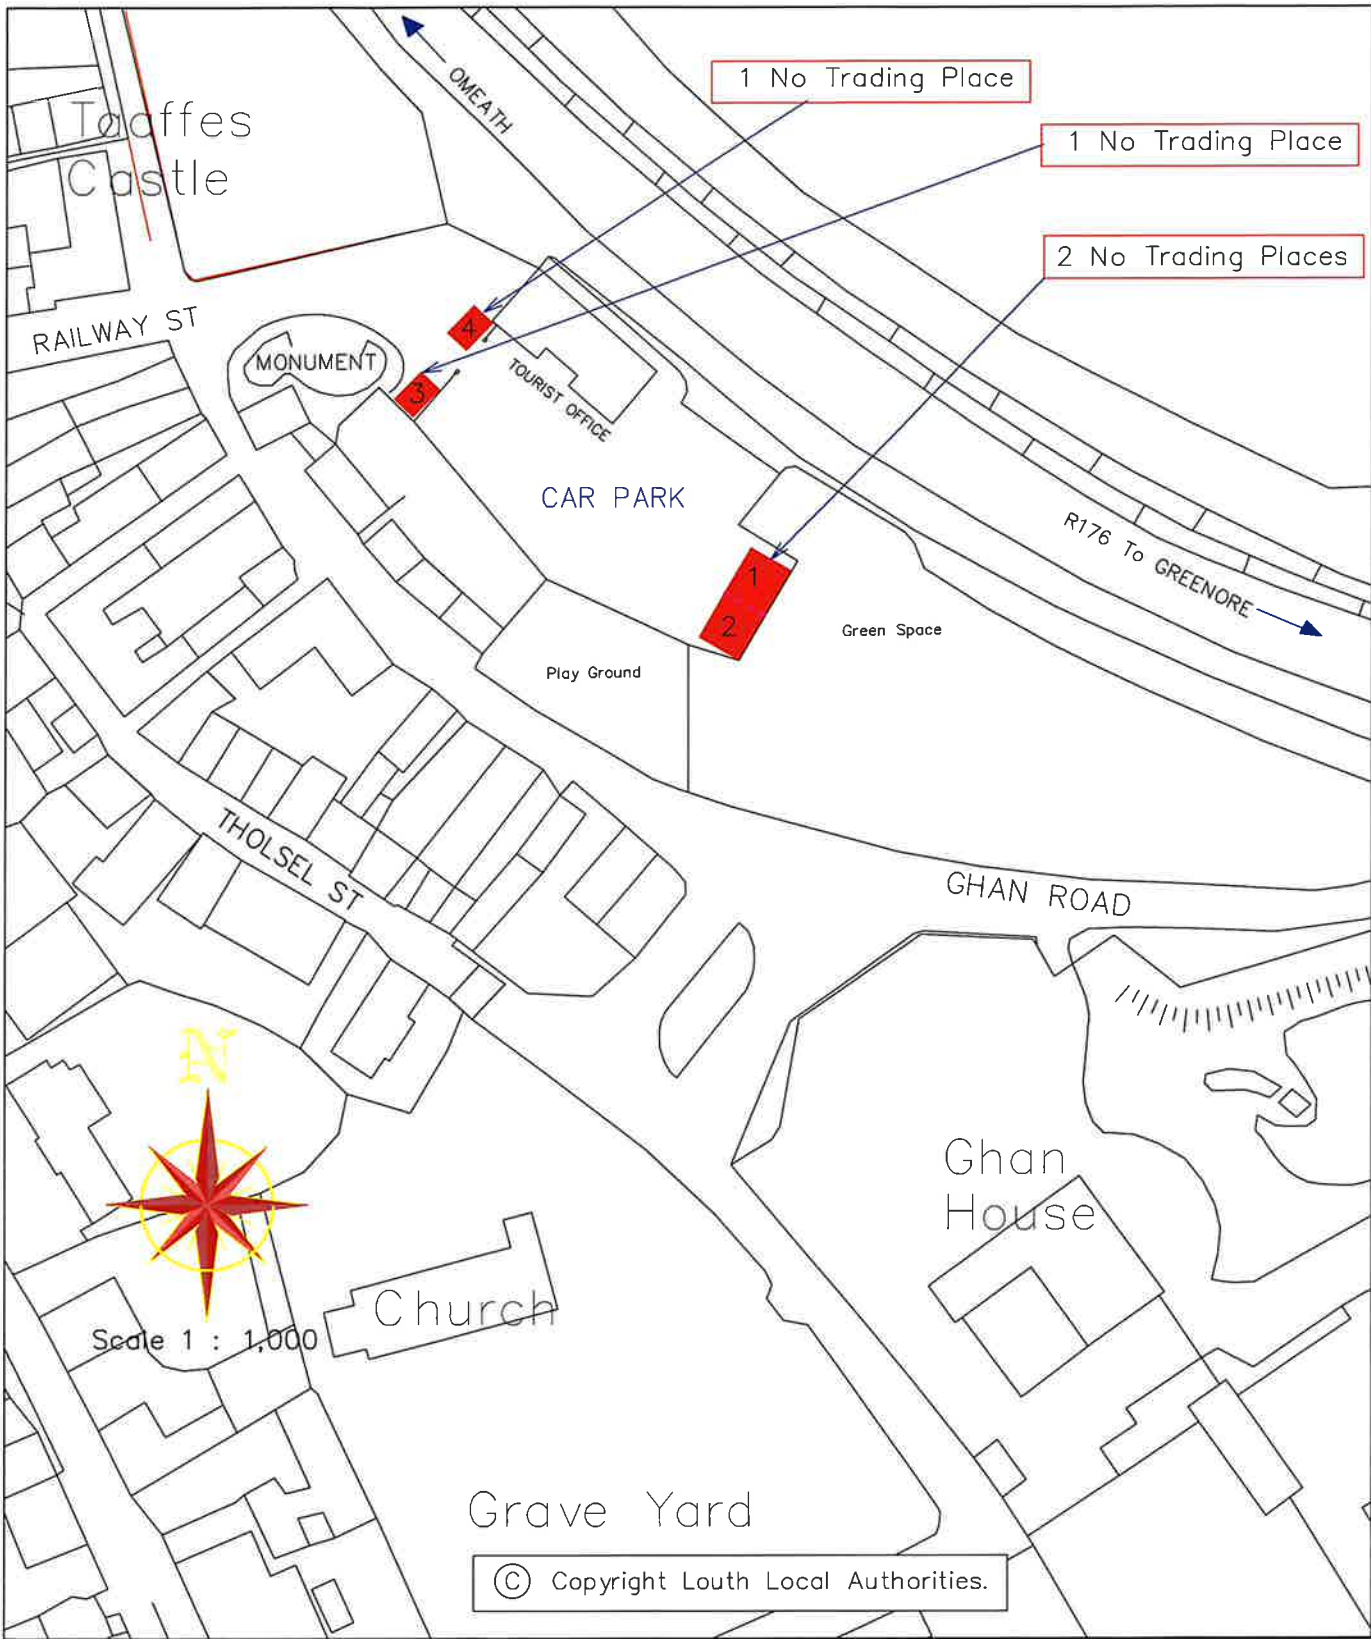 1 No Trading Place
OMEATH
Taaffes
Castle
1 No Trading Place
2 No Trading Places
RAILWAY ST
4
MONUMENT
3
TOURIST OFFICE
CAR PARK
R176 To GREENORE
1
2
Green Space
Play Ground
THOLSEL ST
GHAN ROAD
N
Ghan
House
Church
Scale 1 : 1,000
Grave Yard
© Copyright Louth Local Authorities.